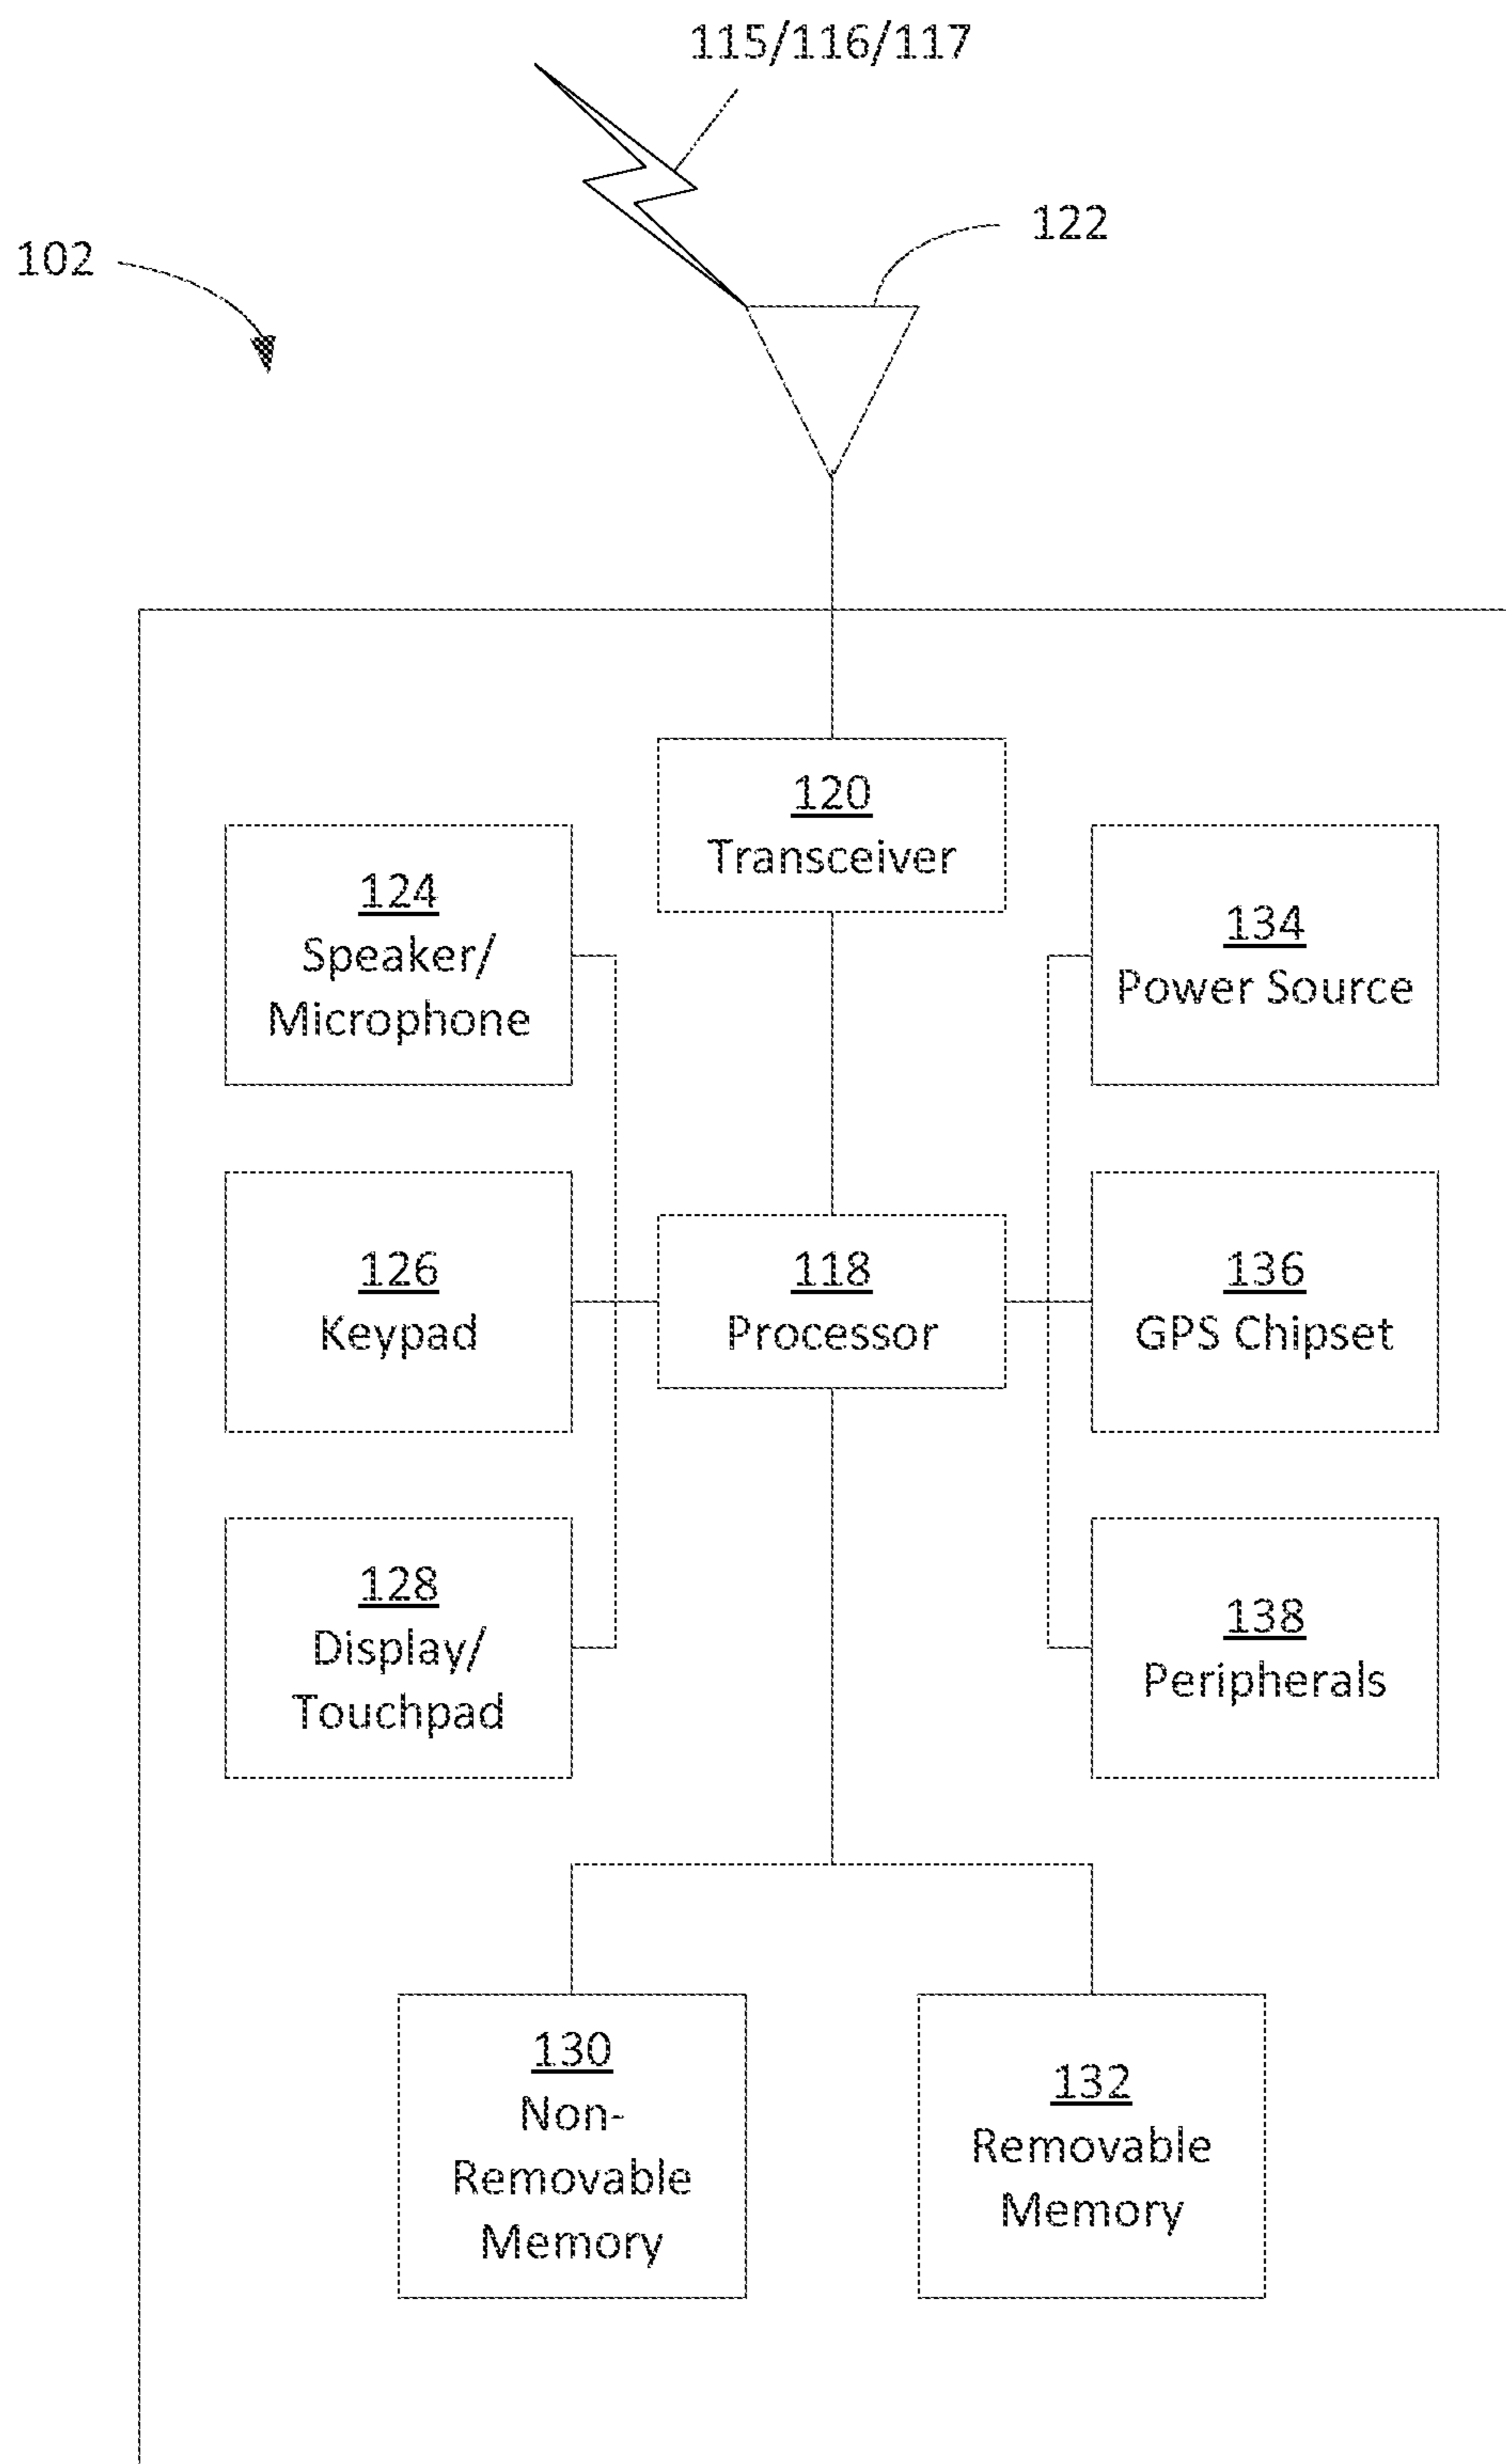 115/116/117
122
102
120
Transceiver
124
Speaker/
Microphone
134
Power Source
126
Keypad
118
Processor
136
GPS Chipset
128
Display/
Touchpad
138
Peripherals
130
Non-
Removable
Memory
132
Removable
Memory